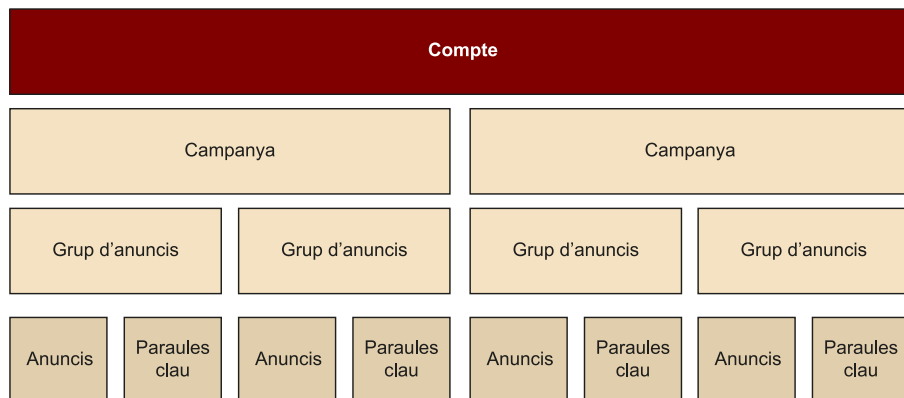 Compte
Campanya
Campanya
Grup d’anuncis
Grup d’anuncis
Grup d’anuncis
Grup d’anuncis
Anuncis
Paraules
clau
Anuncis
Paraules
clau
Anuncis
Paraules
clau
Anuncis
Paraules
clau